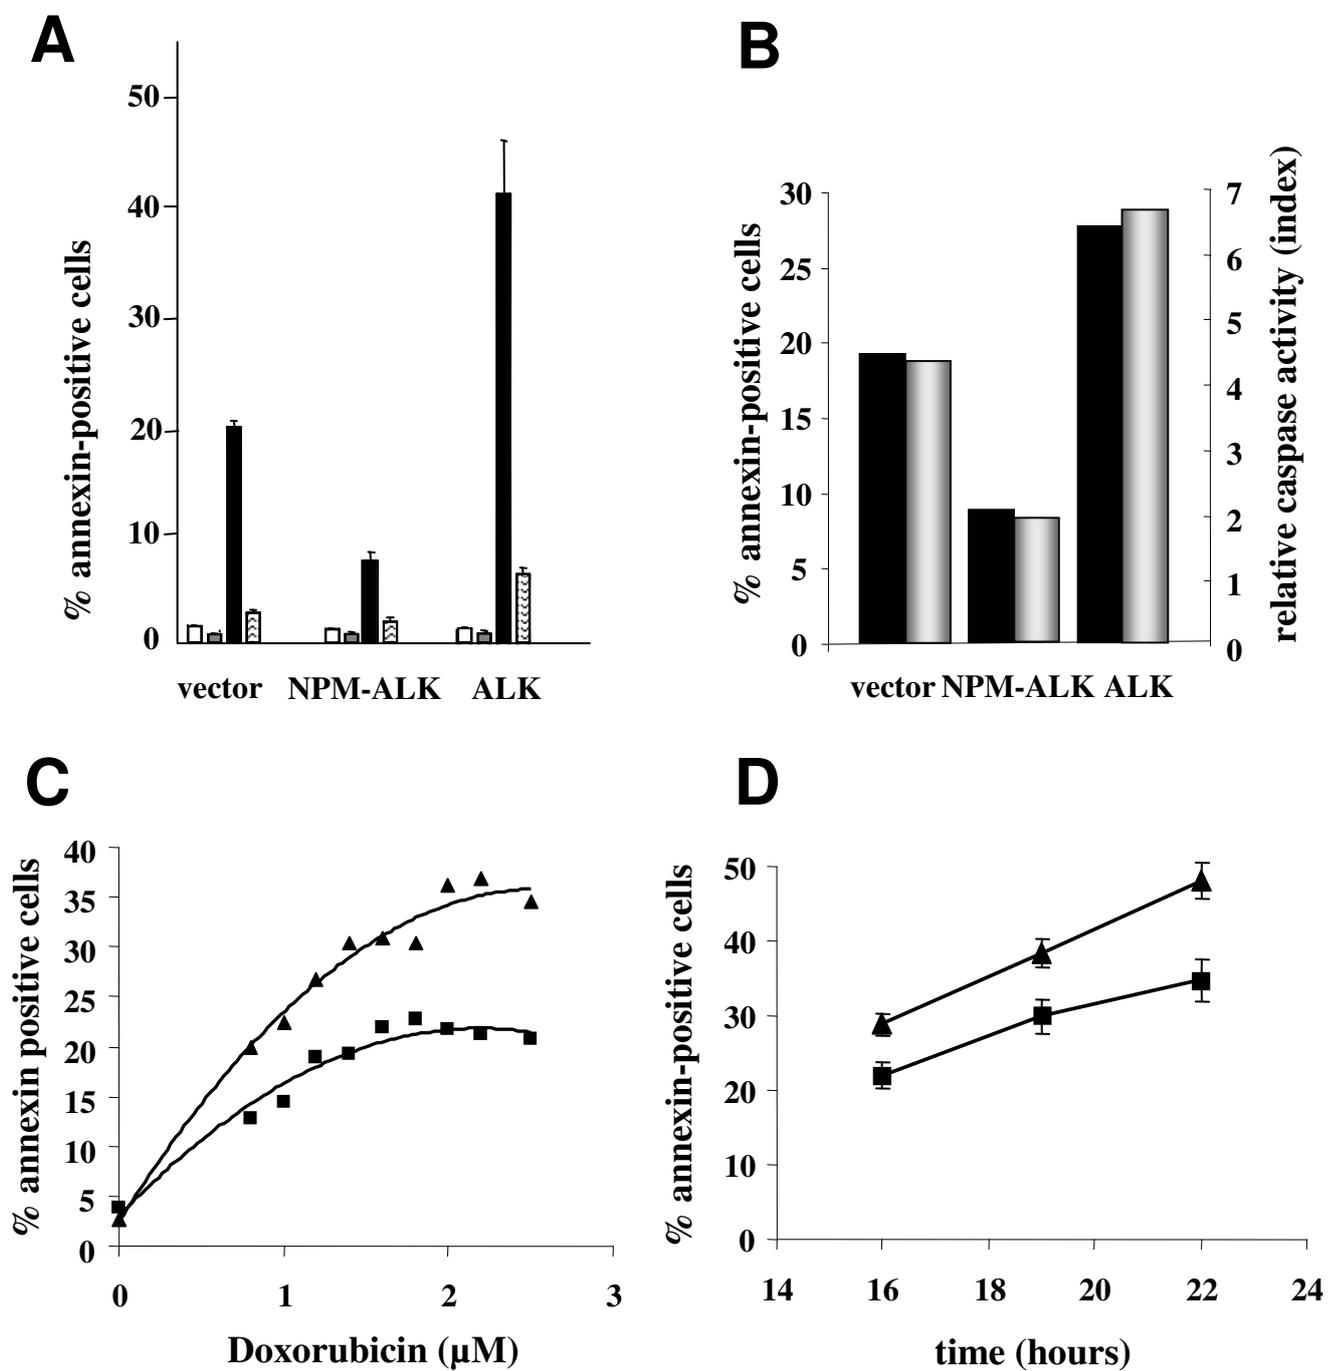 A
% annexin-positive cells
50
40
30
20
10
0
vector NPM-ALK ALK
B
% annexin-positive cells
30
25
20
15
10
5
0
7
6
5
4
3
2
1
0
relative caspase activity (index)
vector NPM-ALK ALK
C
% annexin positive cells
40
35
30
25
20
15
10
5
0
0 1 2 3
Doxorubicin (µM)
D
% annexin-positive cells
50
40
30
20
10
0
14 16 18 20 22 24
time (hours)